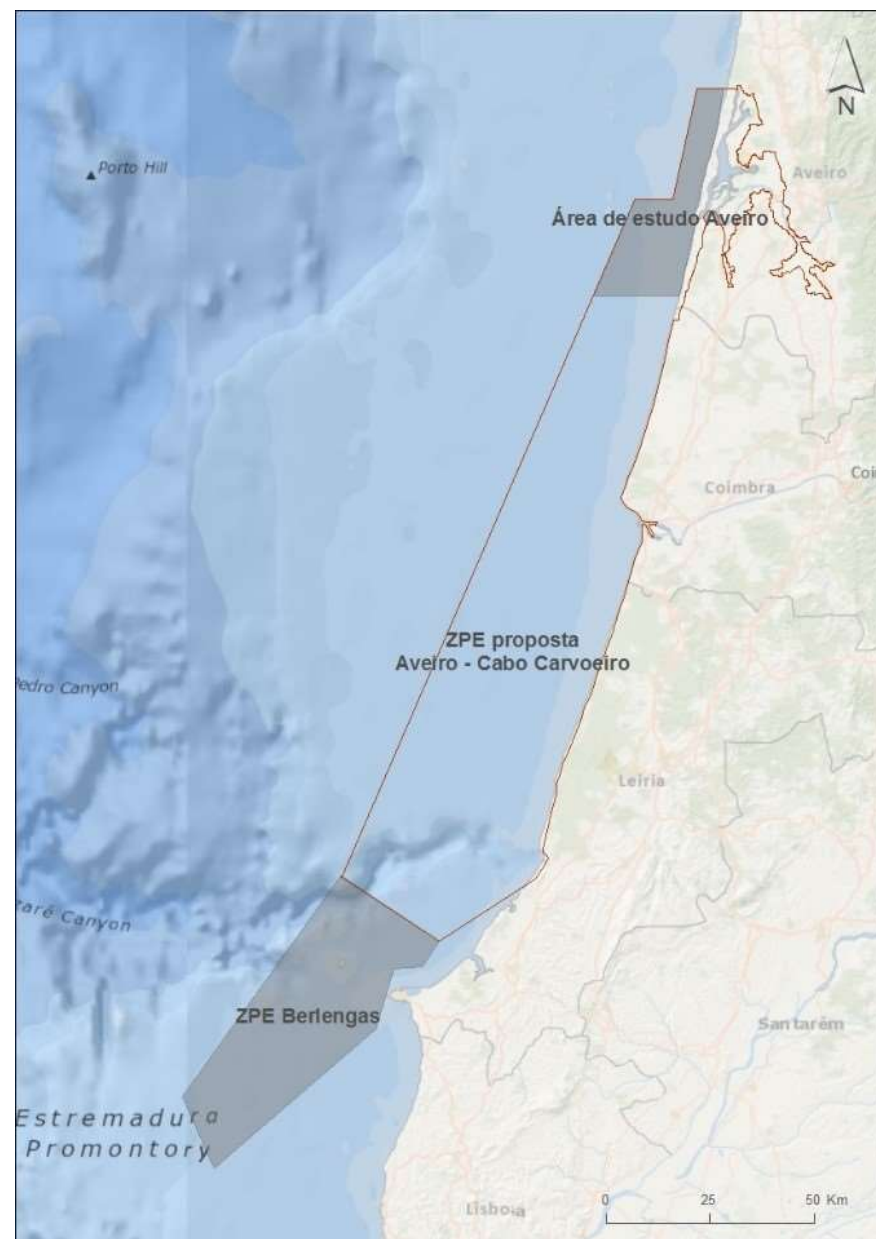 N
Porto Hill
Aveiro
Área de estudo Aveiro
Coimbra
Coi
ZPE proposta
Aveiro - Cabo Carvoeiro
Pedro Canyon
Leiria
zaré Canyon
ZPE Berlengas
Santarém
Estremadura
Promontory
0 25 50 Km
Lisboa